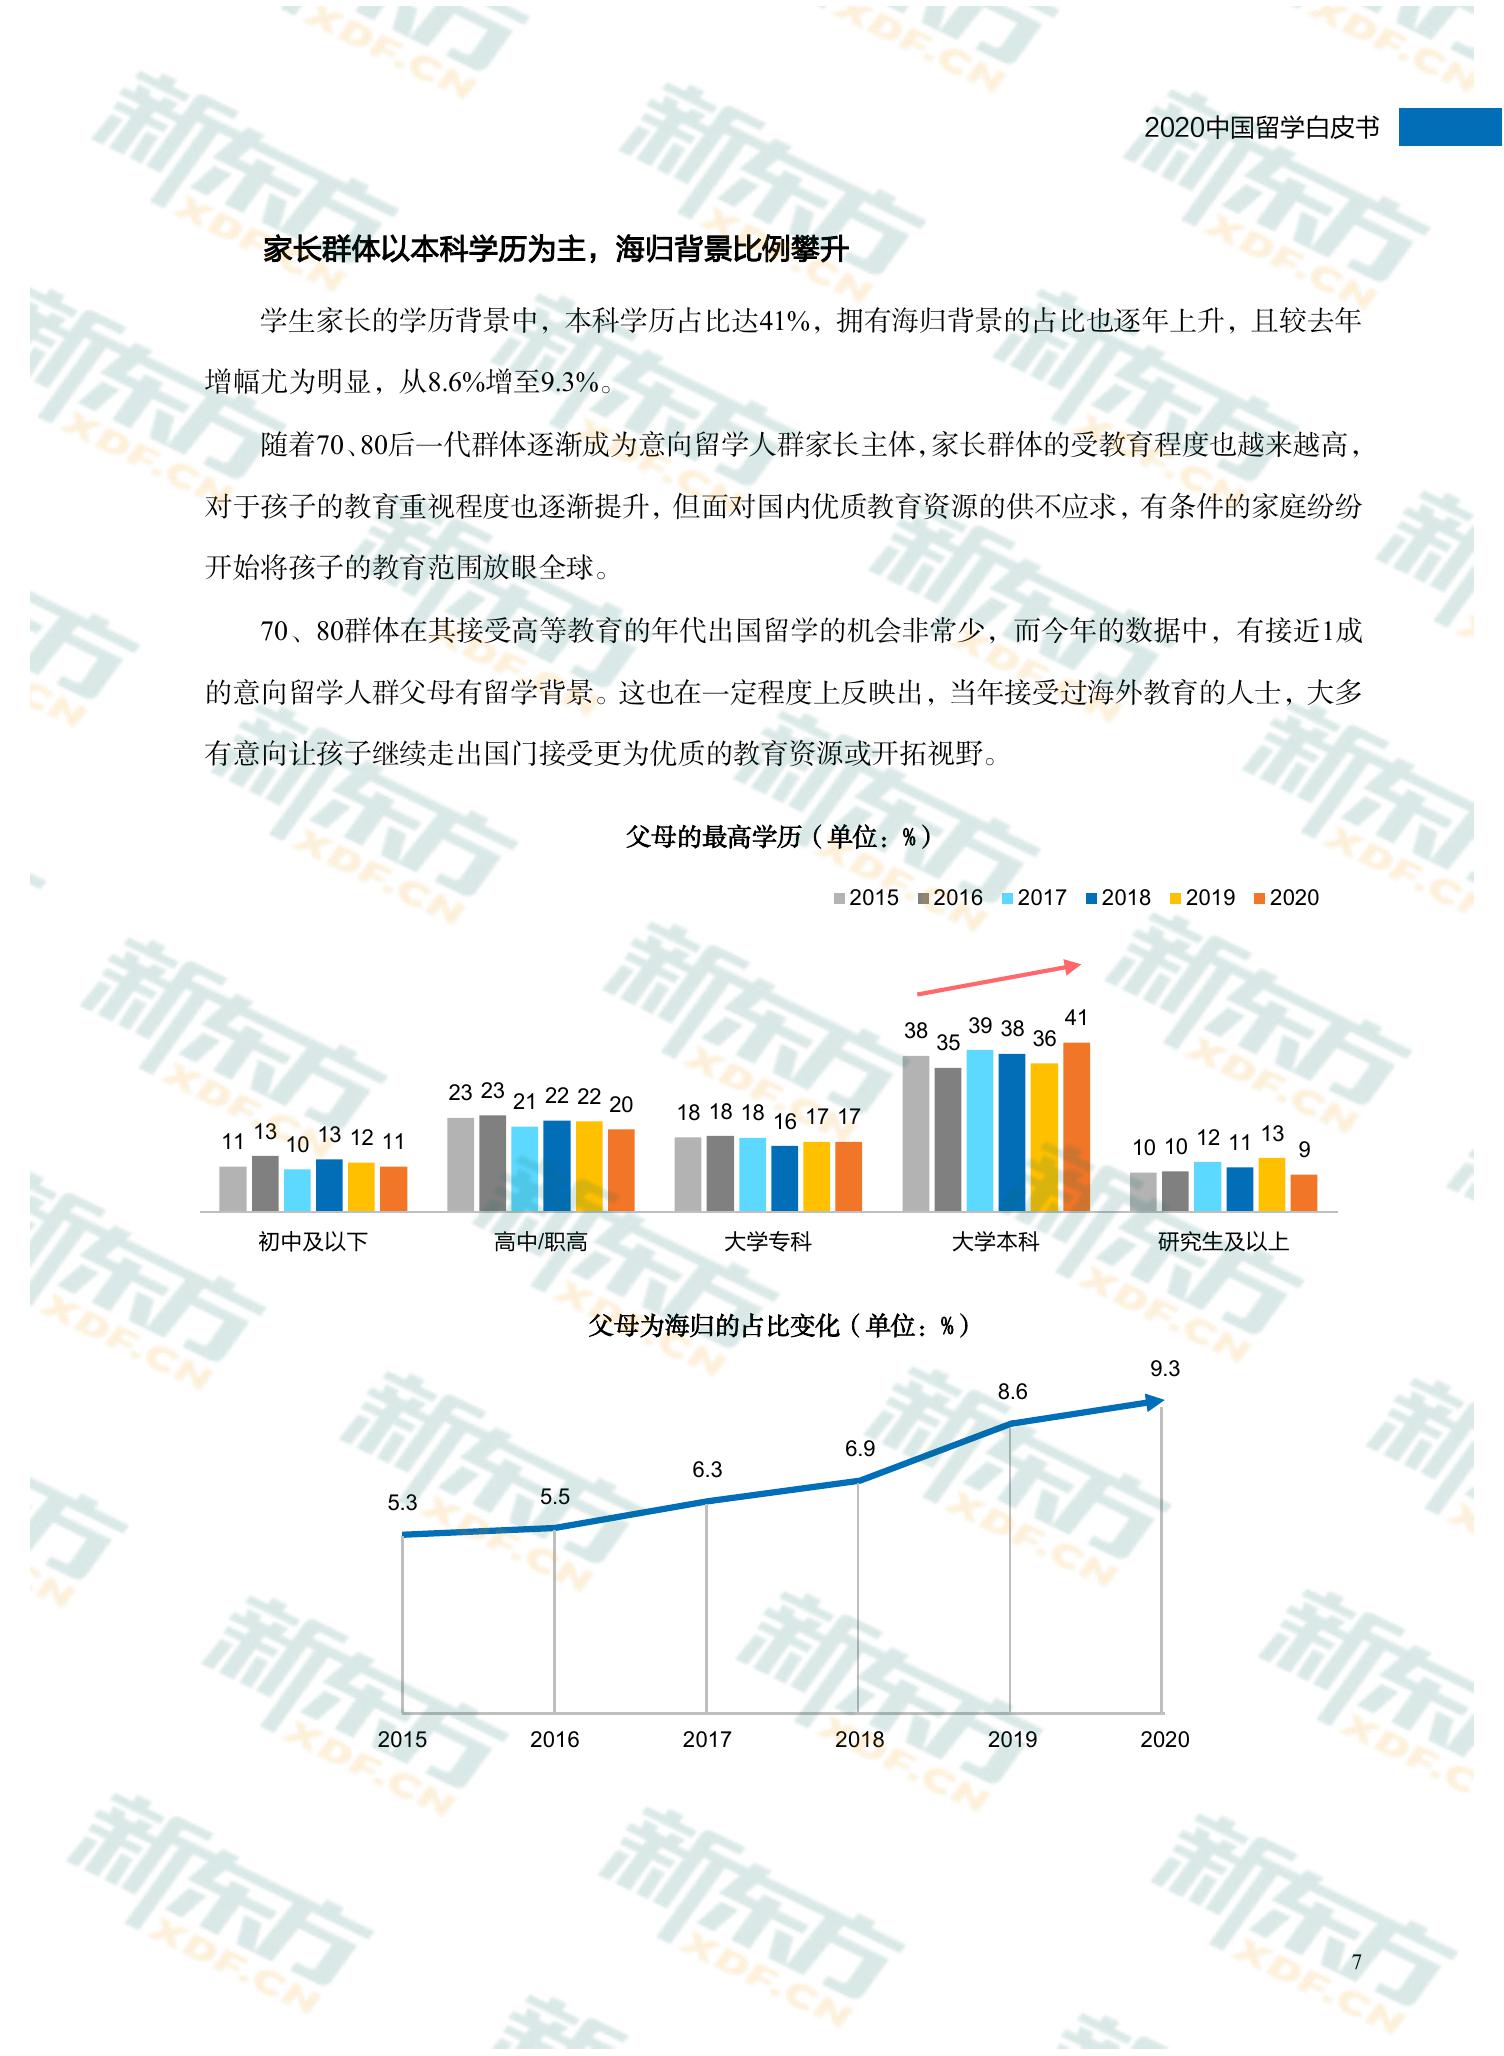 2020中国留学白皮书
家长群体以本科学历为主，海归背景比例攀升
学生家长的学历背景中，本科学历占比达41%，拥有海归背景的占比也逐年上升，且较去年
增幅尤为明显，从8.6%增至9.3%。
随着70、80后一代群体逐渐成为意向留学人群家长主体，家长群体的受教育程度也越来越高，
对于孩子的教育重视程度也逐渐提升，但面对国内优质教育资源的供不应求，有条件的家庭纷纷
开始将孩子的教育范围放眼全球。
70、80群体在其接受高等教育的年代出国留学的机会非常少，而今年的数据中，有接近1成
的意向留学人群父母有留学背景。这也在一定程度上反映出，当年接受过海外教育的人士，大多
有意向让孩子继续走出国门接受更为优质的教育资源或开拓视野。
父母的最高学历（单位：%）
2015 2016 2017 2018 2019 2020
11 13 10 13 12 11
23 23 21 22 22 20
18 18 18 16 17 17
38 35 39 38 36 41
10 10 12 11 13 9
初中及以下 高中/职高 大学专科 大学本科 研究生及以上
父母为海归的占比变化（单位：%）
5.3 5.5 6.3 6.9 8.6 9.3
2015 2016 2017 2018 2019 2020
7
新东方
XDF.CN